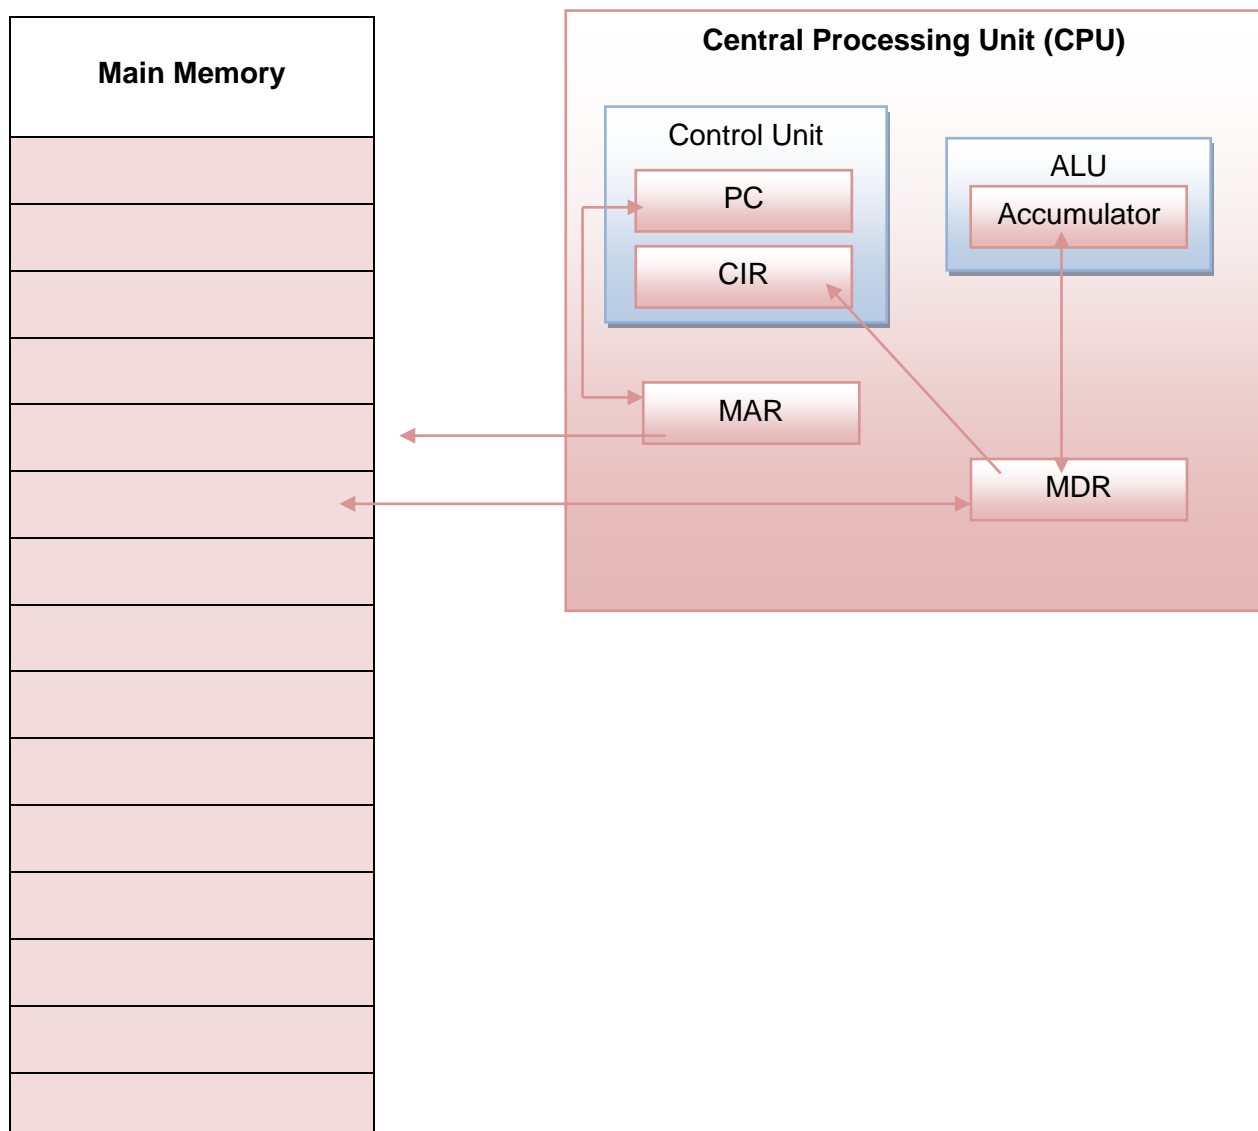 Main Memory
Central Processing Unit (CPU)
Control Unit
PC
CIR
ALU
Accumulator
MAR
MDR